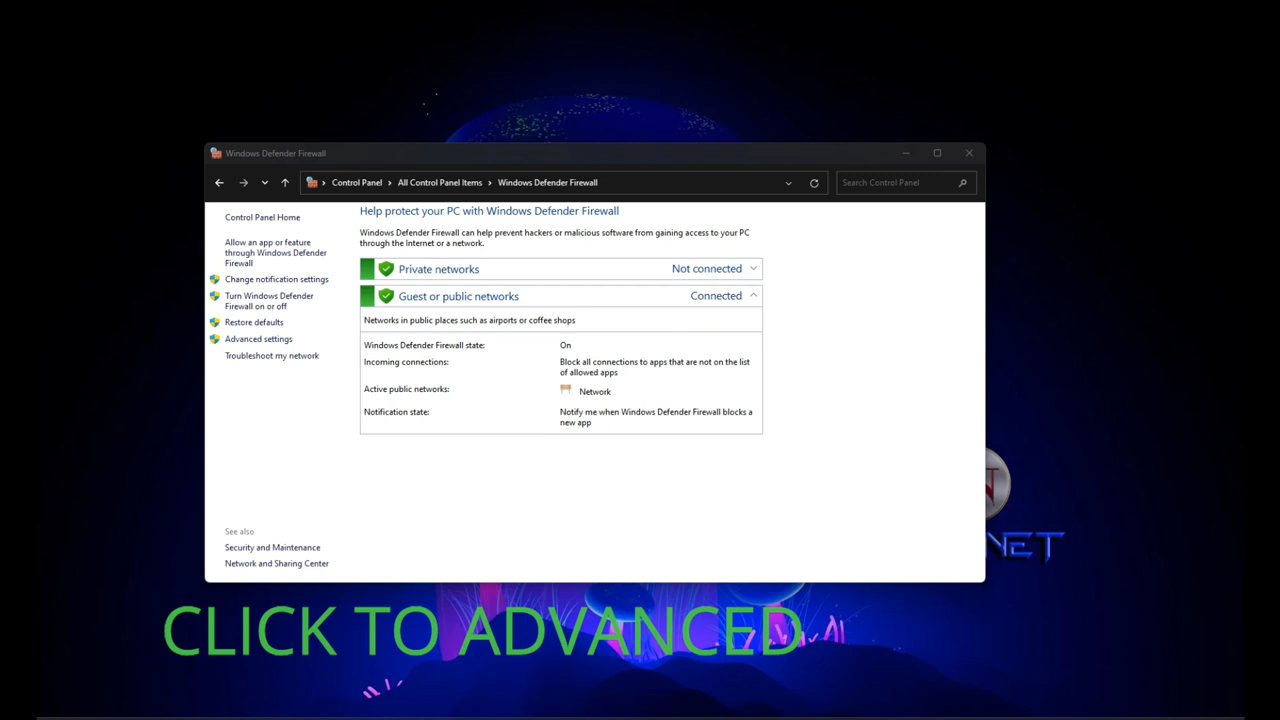 Windows Defender Firewall
Control Panel
All Control Panel Items
Windows Defender Firewall
Search Control Panel
Control Panel Home
Allow an app or feature
through Windows Defender
Firewall
Change notification settings
Turn Windows Defender
Firewall on or off
Restore defaults
Advanced settings
Troubleshoot my network
See also
Security and Maintenance
Network and Sharing Center
Help protect your PC with Windows Defender Firewall
Windows Defender Firewall can help prevent hackers or malicious software from gaining access to your PC
through the Internet or a network.
Private networks Not connected
Guest or public networks Connected
Networks in public places such as airports or coffee shops
Windows Defender Firewall state: On
Incoming connections: Block all connections to apps that are not on the list
of allowed apps
Active public networks: Network
Notification state: Notify me when Windows Defender Firewall blocks a
new app
NET
CLICK TO ADVANCED